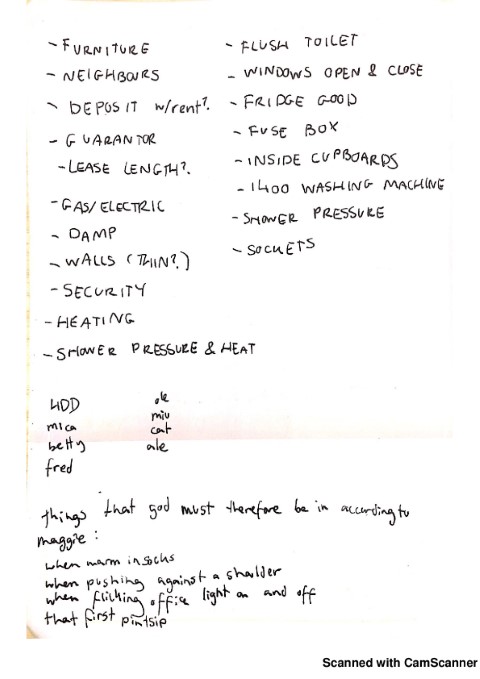 - FURNITURE
- NEIGHBOURS
- DEPOSIT w/rent?
- GUARANTOR
- LEASE LENGTH?
- GAS/ELECTRIC
- DAMP
- WALLS (THIN?)
- SECURITY
- HEATING
- SHOWER PRESSURE & HEAT
- FLUSH TOILET
- WINDOWS OPEN & CLOSE
- FRIDGE GOOD
- FUSE BOX
- INSIDE CUPBOARDS
- 1400 WASHING MACHINE
- SHOWER PRESSURE
- SOCKETS
mica
betty
fred
miu
cat
ale
things that god must therefore be in according to
maggie:
when warm in socks
when pushing against a shoulder
when flicking office light on and off
that first pintsip
Scanned with CamScanner